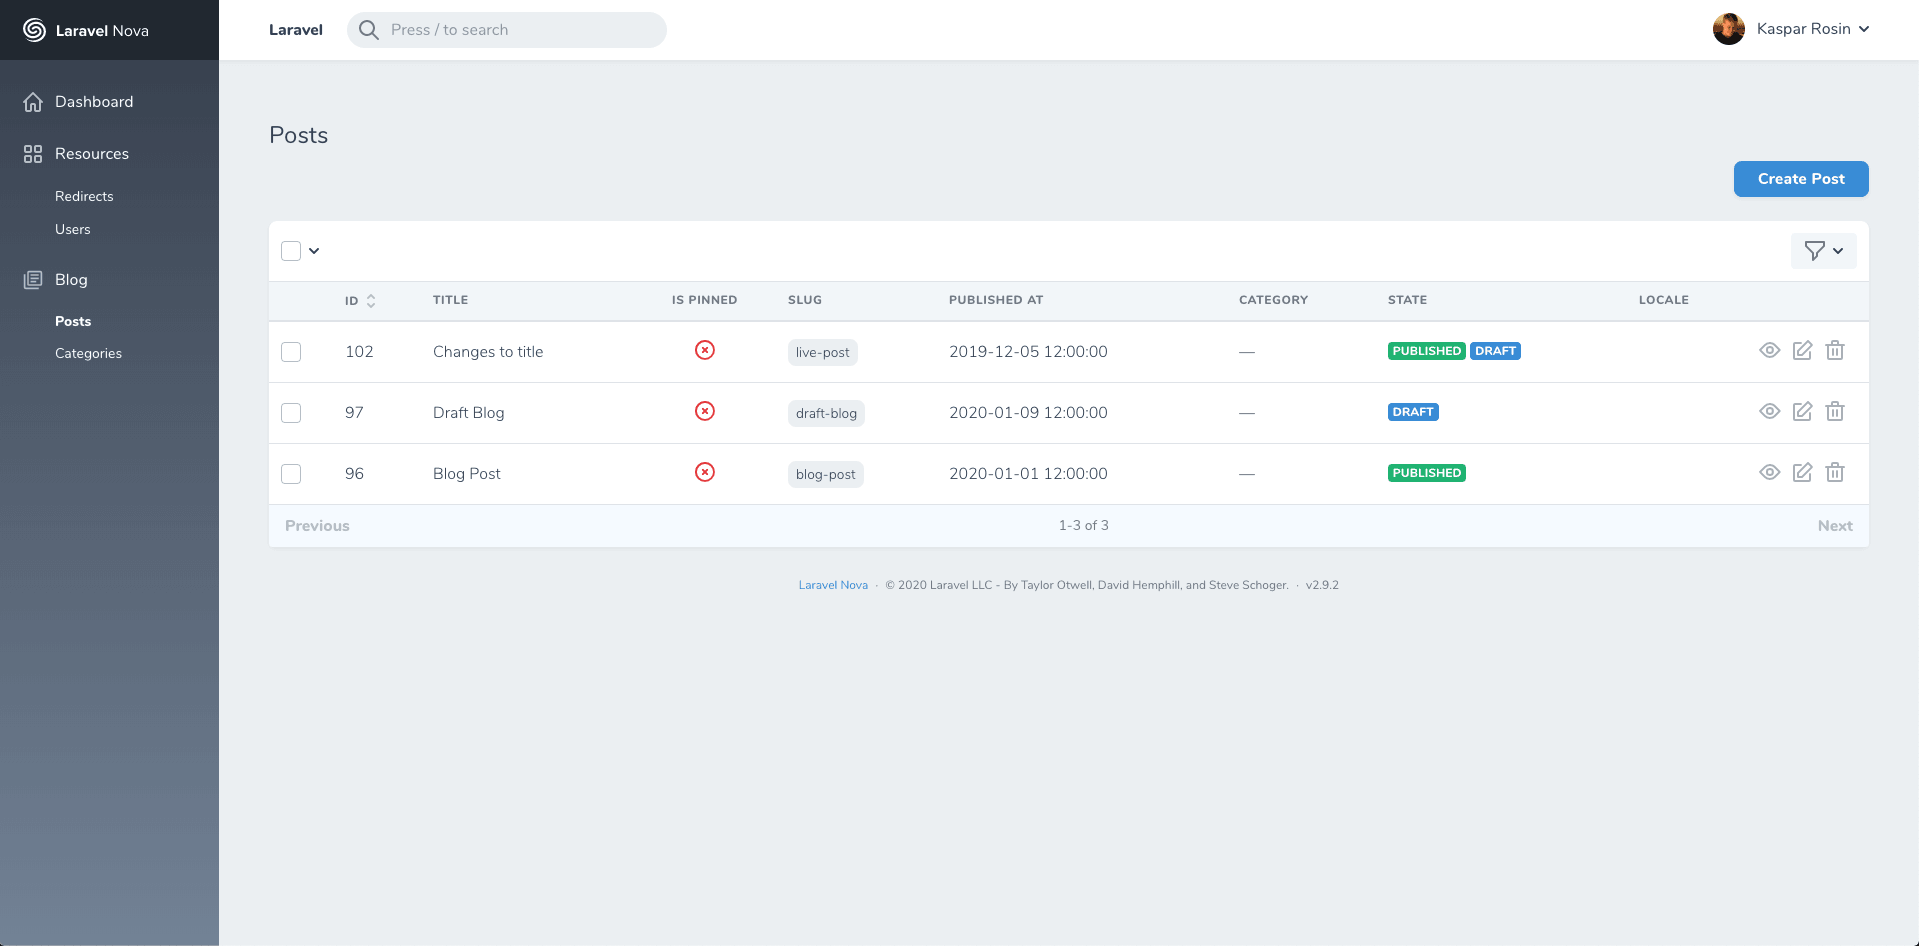 Laravel Nova
Laravel
Press / to search
Kaspar Rosin
Dashboard
Resources
Redirects
Users
Blog
Posts
Categories
Posts
Create Post
ID TITLE IS PINNED SLUG PUBLISHED AT CATEGORY STATE LOCALE
102 Changes to title live-post 2019-12-05 12:00:00 — PUBLISHED DRAFT
97 Draft Blog draft-blog 2020-01-09 12:00:00 — DRAFT
96 Blog Post blog-post 2020-01-01 12:00:00 — PUBLISHED
Previous 1-3 of 3 Next
Laravel Nova · © 2020 Laravel LLC - By Taylor Otwell, David Hemphill, and Steve Schoger. · v2.9.2